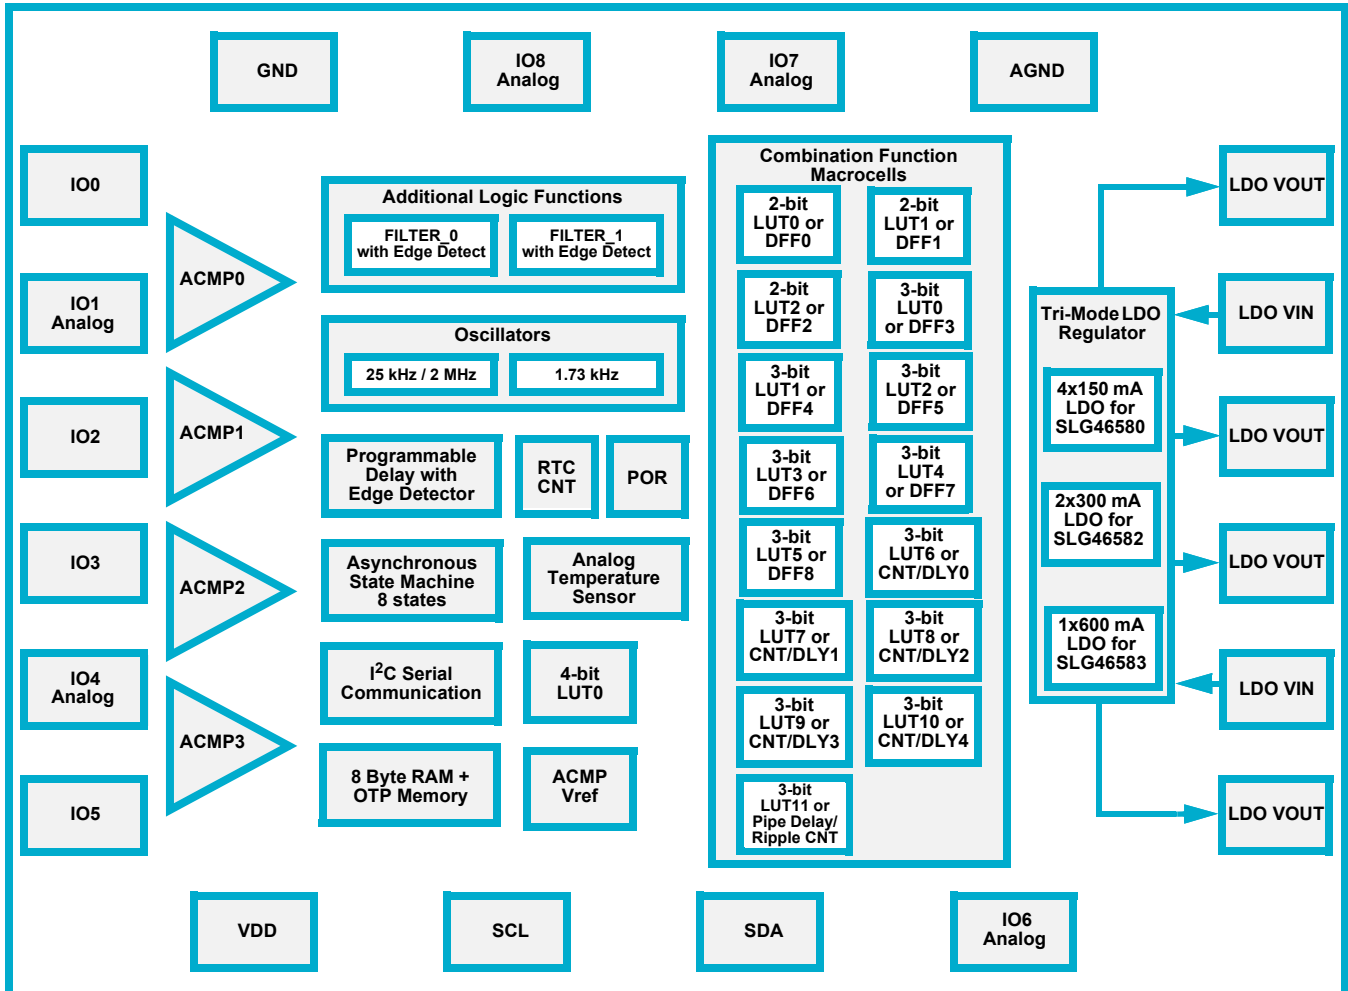 GND
IO8
Analog
IO7
Analog
AGND
IO0
IO1
Analog
IO2
IO3
IO4
Analog
IO5
ACMP0
ACMP1
ACMP2
ACMP3
Additional Logic Functions
FILTER_0
with Edge Detect
FILTER_1
with Edge Detect
Oscillators
25 kHz / 2 MHz
1.73 kHz
Programmable
Delay with
Edge Detector
RTC
CNT
POR
Asynchronous
State Machine
8 states
Analog
Temperature
Sensor
I2C Serial
Communication
4-bit
LUT0
8 Byte RAM +
OTP Memory
ACMP
Vref
Combination Function
Macrocells
2-bit
LUT0 or
DFF0
2-bit
LUT1 or
DFF1
2-bit
LUT2 or
DFF2
3-bit
LUT0
or DFF3
3-bit
LUT1 or
DFF4
3-bit
LUT2 or
DFF5
3-bit
LUT3 or
DFF6
3-bit
LUT4
or DFF7
3-bit
LUT5 or
DFF8
3-bit
LUT6 or
CNT/DLY0
3-bit
LUT7 or
CNT/DLY1
3-bit
LUT8 or
CNT/DLY2
3-bit
LUT9 or
CNT/DLY3
3-bit
LUT10 or
CNT/DLY4
3-bit
LUT11 or
Pipe Delay/
Ripple CNT
Tri-Mode LDO
Regulator
4x150 mA
LDO for
SLG46580
2x300 mA
LDO for
SLG46582
1x600 mA
LDO for
SLG46583
LDO VOUT
LDO VIN
LDO VOUT
LDO VOUT
LDO VIN
LDO VOUT
VDD
SCL
SDA
IO6
Analog